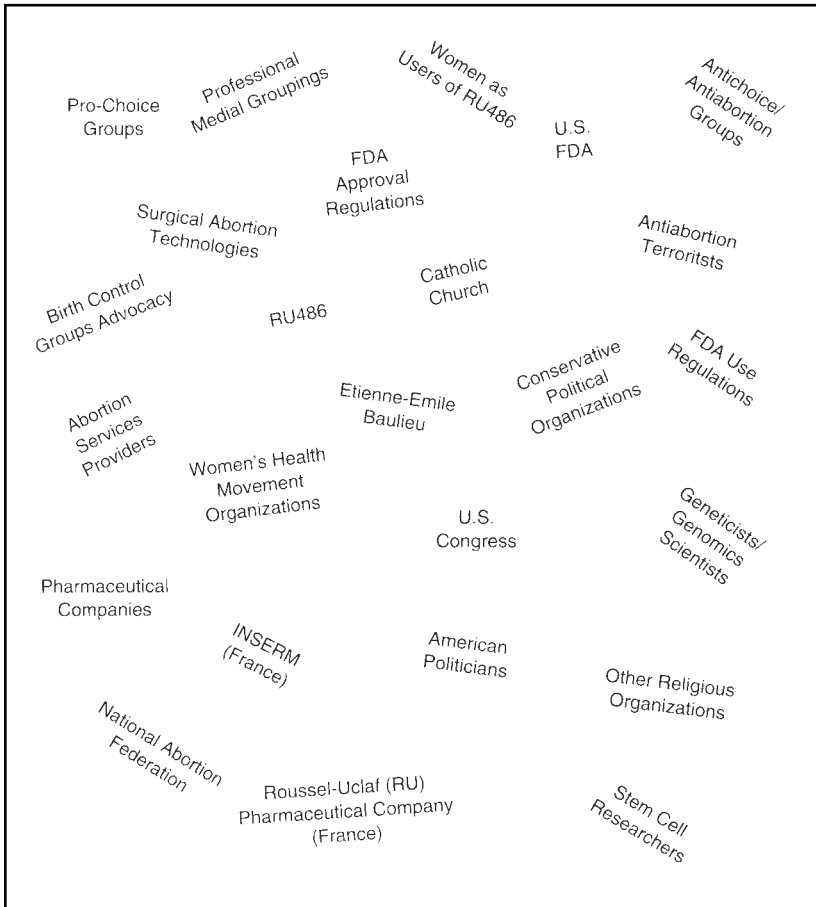 Pro-Choice
Groups
Professional
Medial Groupings
Women as
Users of RU486
U.S.
FDA
Antichoice/
Antiabortion
Groups
FDA
Approval
Regulations
Surgical Abortion
Technologies
Antiabortion
Terroritsts
Catholic
Church
Birth Control
Groups Advocacy
RU486
FDA Use
Regulations
Conservative
Political
Organizations
Etienne-Emile
Baulieu
Abortion
Services
Providers
Women's Health
Movement
Organizations
U.S.
Congress
Geneticists/
Genomics
Scientists
Pharmaceutical
Companies
INSERM
(France)
American
Politicians
Other Religious
Organizations
National Abortion
Federation
Roussel-Uclaf (RU)
Pharmaceutical Company
(France)
Stem Cell
Researchers